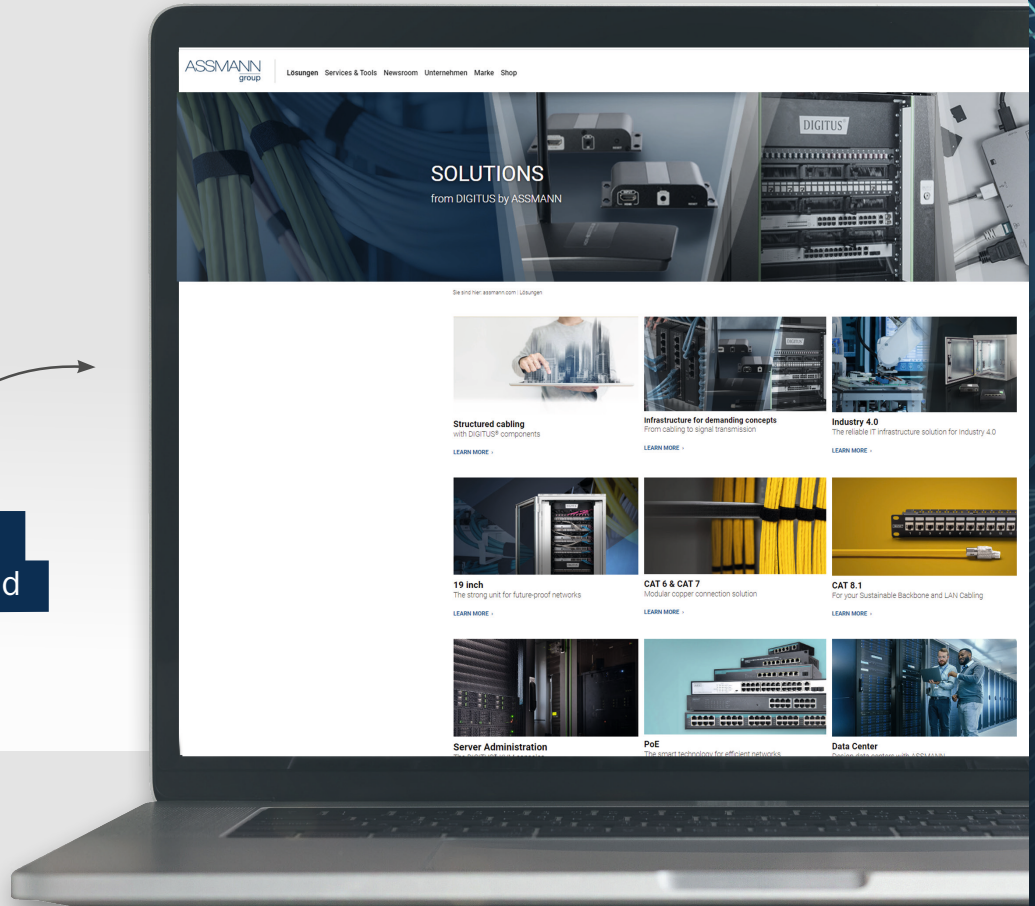 ASSMANN
group
Lösungen Services & Tools Newsroom Unternehmen Marke Shop
DIGITUS®
SOLUTIONS
from DIGITUS by ASSMANN
Sie sind hier: assmann.com › Lösungen
Structured cabling
with DIGITUS® components
LEARN MORE ›
Infrastructure for demanding concepts
From cabling to signal transmission
LEARN MORE ›
Industry 4.0
The reliable IT infrastructure solution for Industry 4.0
LEARN MORE ›
d
19 inch
The strong unit for future-proof networks
LEARN MORE ›
CAT 6 & CAT 7
Modular copper connection solution
LEARN MORE ›
CAT 8.1
For your Sustainable Backbone and LAN Cabling
LEARN MORE ›
Server Administration
PoE
The smart technology for efficient networks
Data Center
Design data centers with ASSMANN